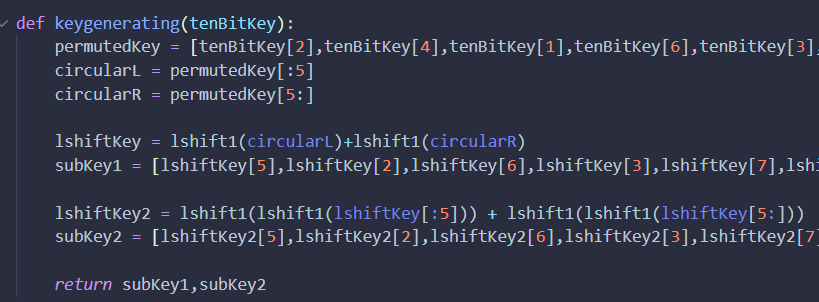 def keygenerating(tenBitKey):
permutedKey = [tenBitKey[2],tenBitKey[4],tenBitKey[1],tenBitKey[6],tenBitKey[3],
circularL = permutedKey[:5]
circularR = permutedKey[5:]
lshiftKey = lshift1(circularL)+lshift1(circularR)
subKey1 = [lshiftKey[5],lshiftKey[2],lshiftKey[6],lshiftKey[3],lshiftKey[7],lshi
lshiftKey2 = lshift1(lshift1(lshiftKey[:5])) + lshift1(lshift1(lshiftKey[5:]))
subKey2 = [lshiftKey2[5],lshiftKey2[2],lshiftKey2[6],lshiftKey2[3],lshiftKey2[7]
return subKey1,subKey2